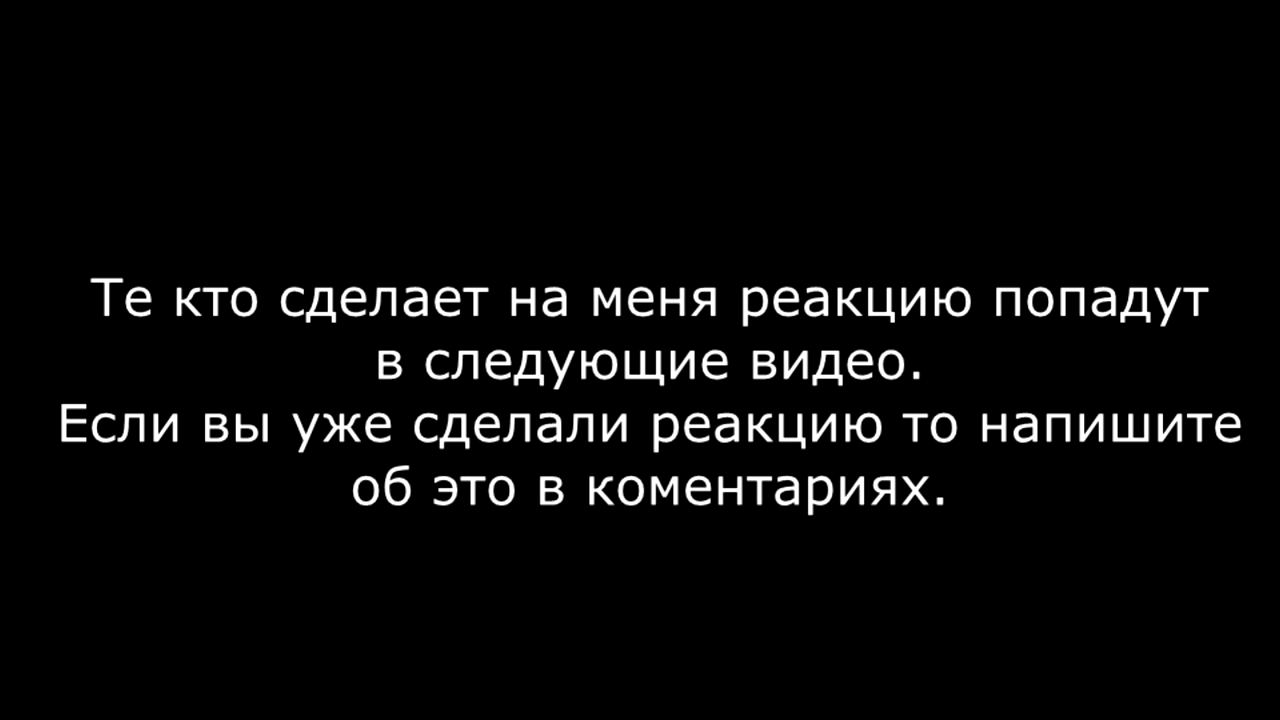 Те кто сделает на меня реакцию попадут
в следующие видео.
Если вы уже сделали реакцию то напишите
об это в коментариях.